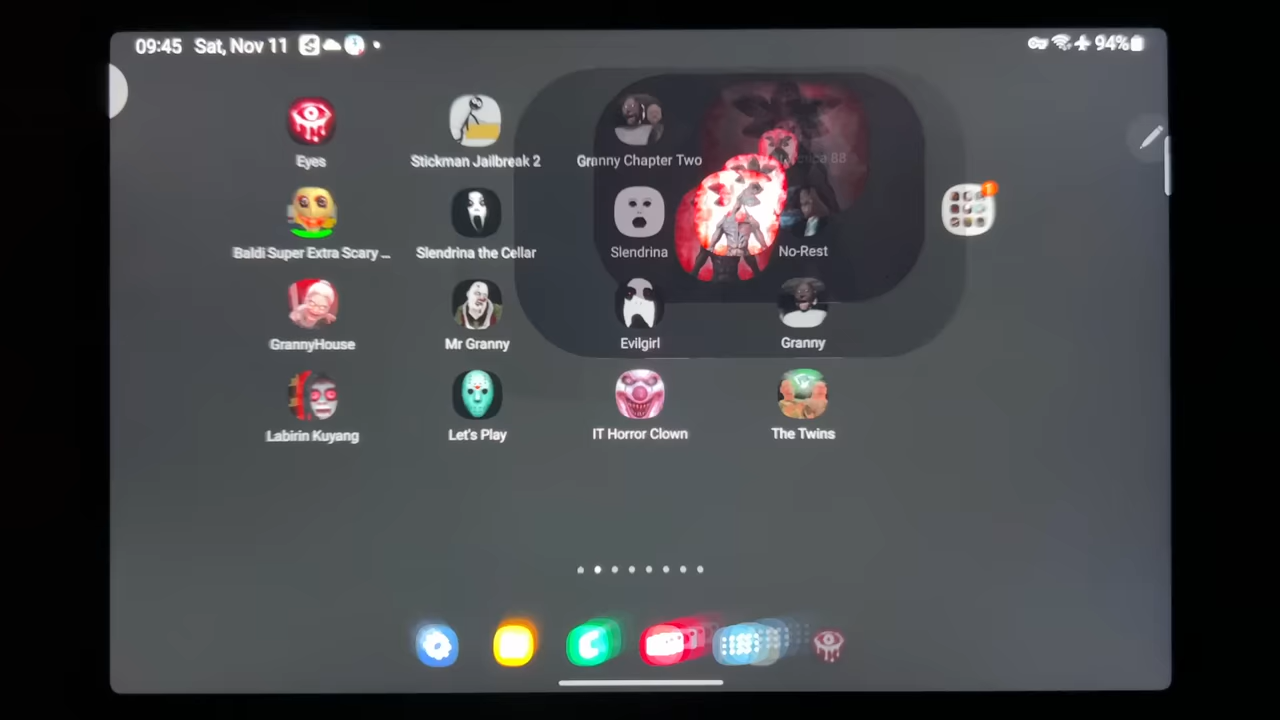 09:45 Sat, Nov 11
94%
Eyes
Stickman Jailbreak 2
Granny Chapter Two
88
Baldi Super Extra Scary ...
Slendrina the Cellar
Slendrina
No-Rest
GrannyHouse
Mr Granny
Evilgirl
Granny
Labirin Kuyang
Let's Play
IT Horror Clown
The Twins